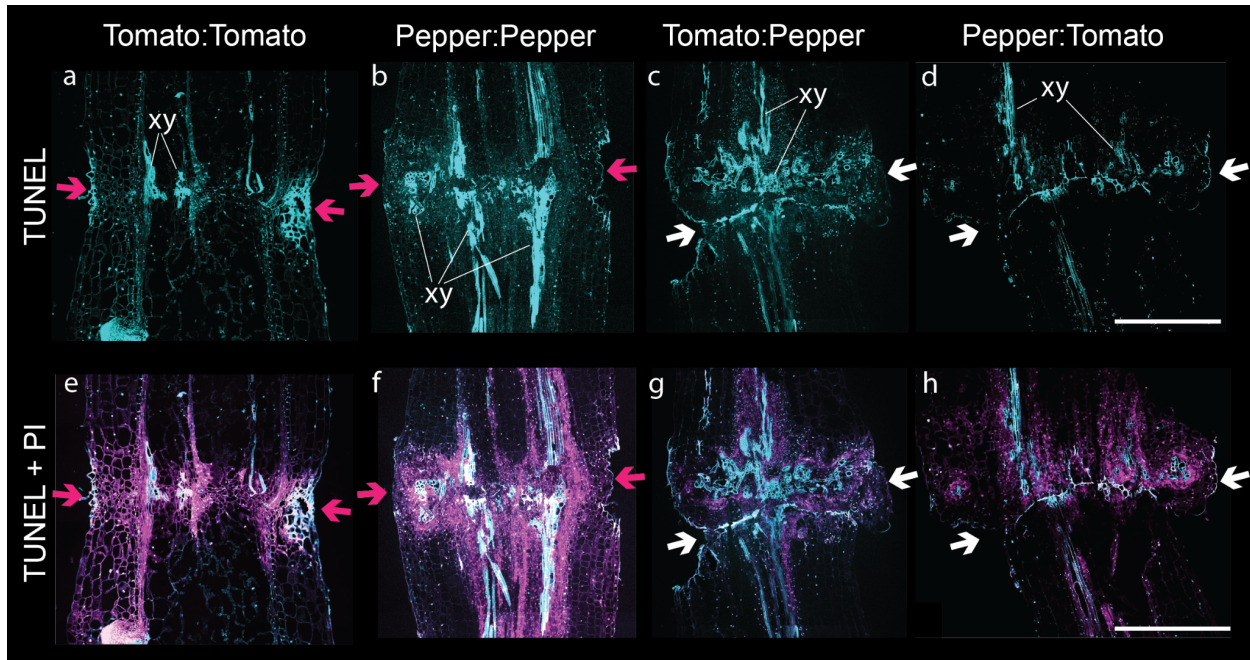 Tomato:Tomato
Pepper:Pepper
Tomato:Pepper
Pepper:Tomato
TUNEL
a
xy
b
xy
c
xy
d
xy
TUNEL + PI
e
f
g
h